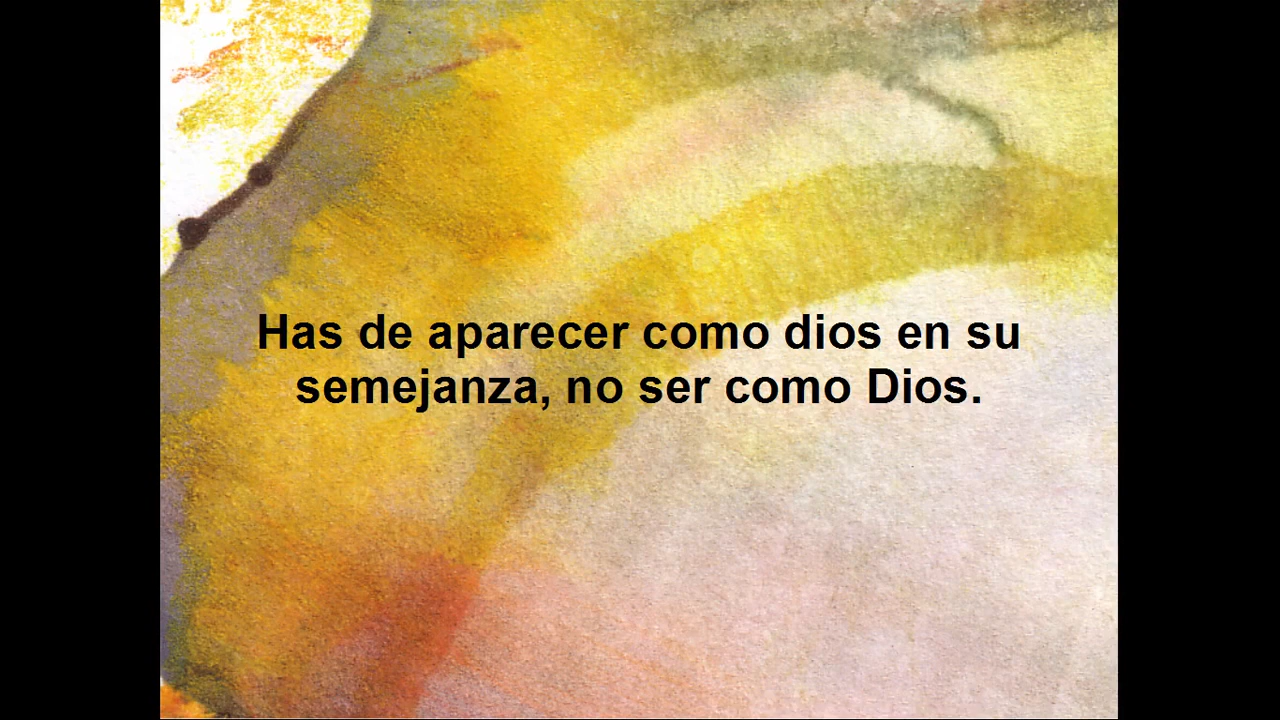 Has de aparecer como dios en su
semejanza, no ser como Dios.